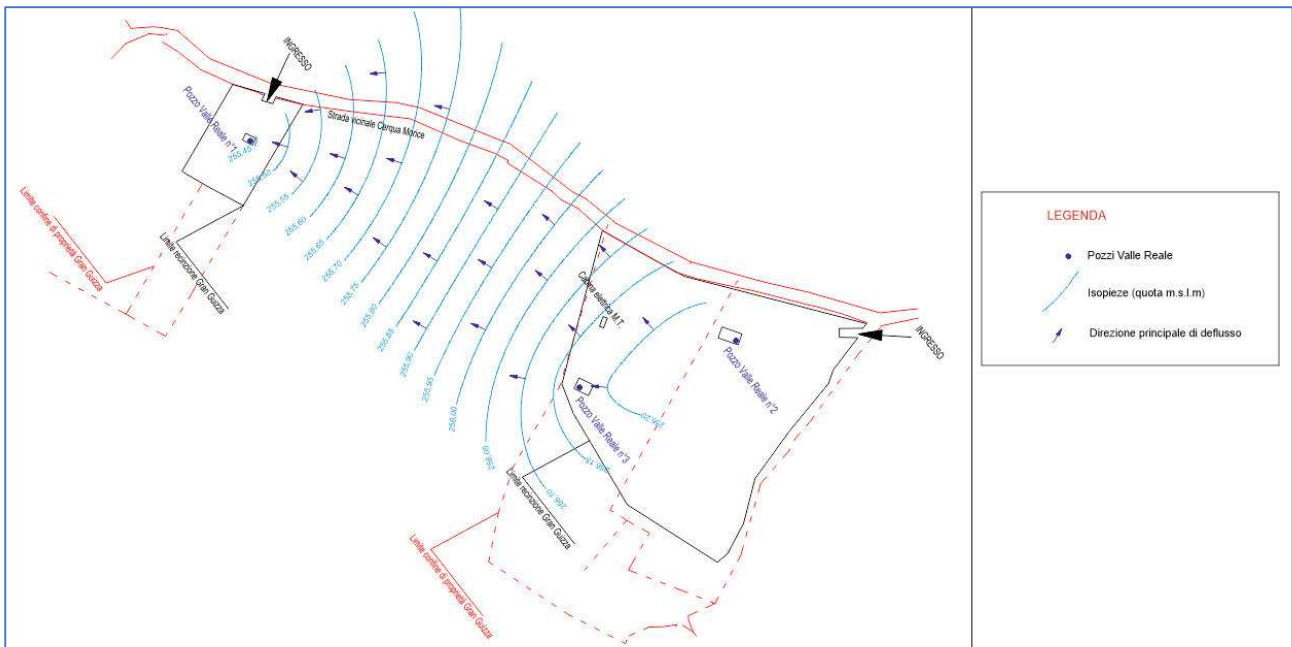 INGRESSO
Pozzo Valle Reale n°1
Strada vicinale Cerqua Morice
Limite confine di proprietà Gran Guizza
Limite recinzione Gran Guizza
255,45
255,50
255,55
255,60
255,65
255,70
255,75
255,80
255,85
255,90
255,95
256,00
256,05
256,10
256,15
256,20
Cabina elettrica M.T.
Pozzo Valle Reale n°2
Pozzo Valle Reale n°3
INGRESSO
Limite recinzione Gran Guizza
Limite confine di proprietà Gran Guizza
LEGENDA
Pozzi Valle Reale
Isopieze (quota m.s.l.m)
Direzione principale di deflusso